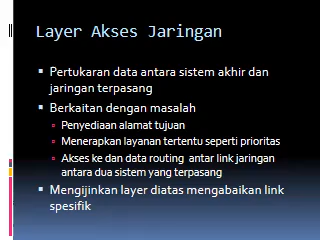 Layer Akses Jaringan
Pertukaran data antara sistem akhir dan
jaringan terpasang
Berkaitan dengan masalah
Penyediaan alamat tujuan
Menerapkan layanan tertentu seperti prioritas
Akses ke dan data routing antar link jaringan
antara dua sistem yang terpasang
Mengijinkan layer diatas mengabaikan link
spesifik